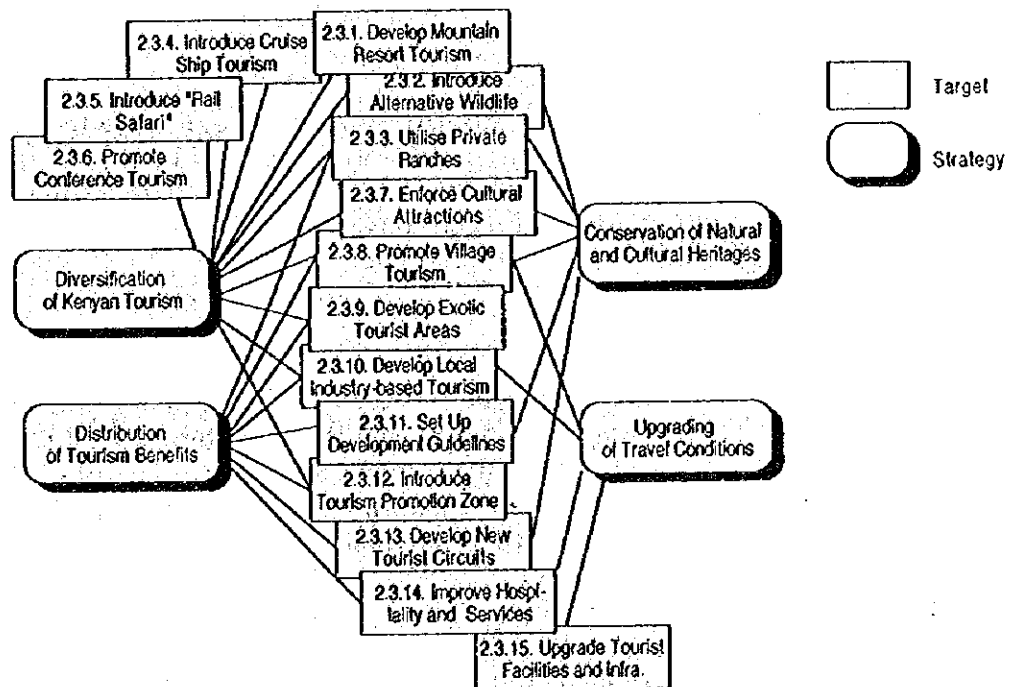 2.3.4. Introduce Cruise
Ship Tourism
2.3.1. Develop Mountain
Resort Tourism
2.3.2. Introduce
Alternative Wildlife
2.3.5. Introduce "Rail
Safari"
2.3.3. Utilise Private
Ranches
2.3.6. Promote
Conference Tourism
2.3.7. Enforce Cultural
Attractions
2.3.8. Promote Village
Tourism
2.3.9. Develop Exotic
Tourist Areas
2.3.10. Develop Local
Industry-based Tourism
2.3.11. Set Up
Development Guidelines
2.3.12. Introduce
Tourism Promotion Zone
2.3.13. Develop New
Tourist Circuits
2.3.14. Improve Hospi-
tality and Services
2.3.15. Upgrade Tourist
Facilities and Infra.
Diversification
of Kenyan Tourism
Distribution
of Tourism Benefits
Conservation of Natural
and Cultural Heritages
Upgrading
of Travel Conditions
Target
Strategy